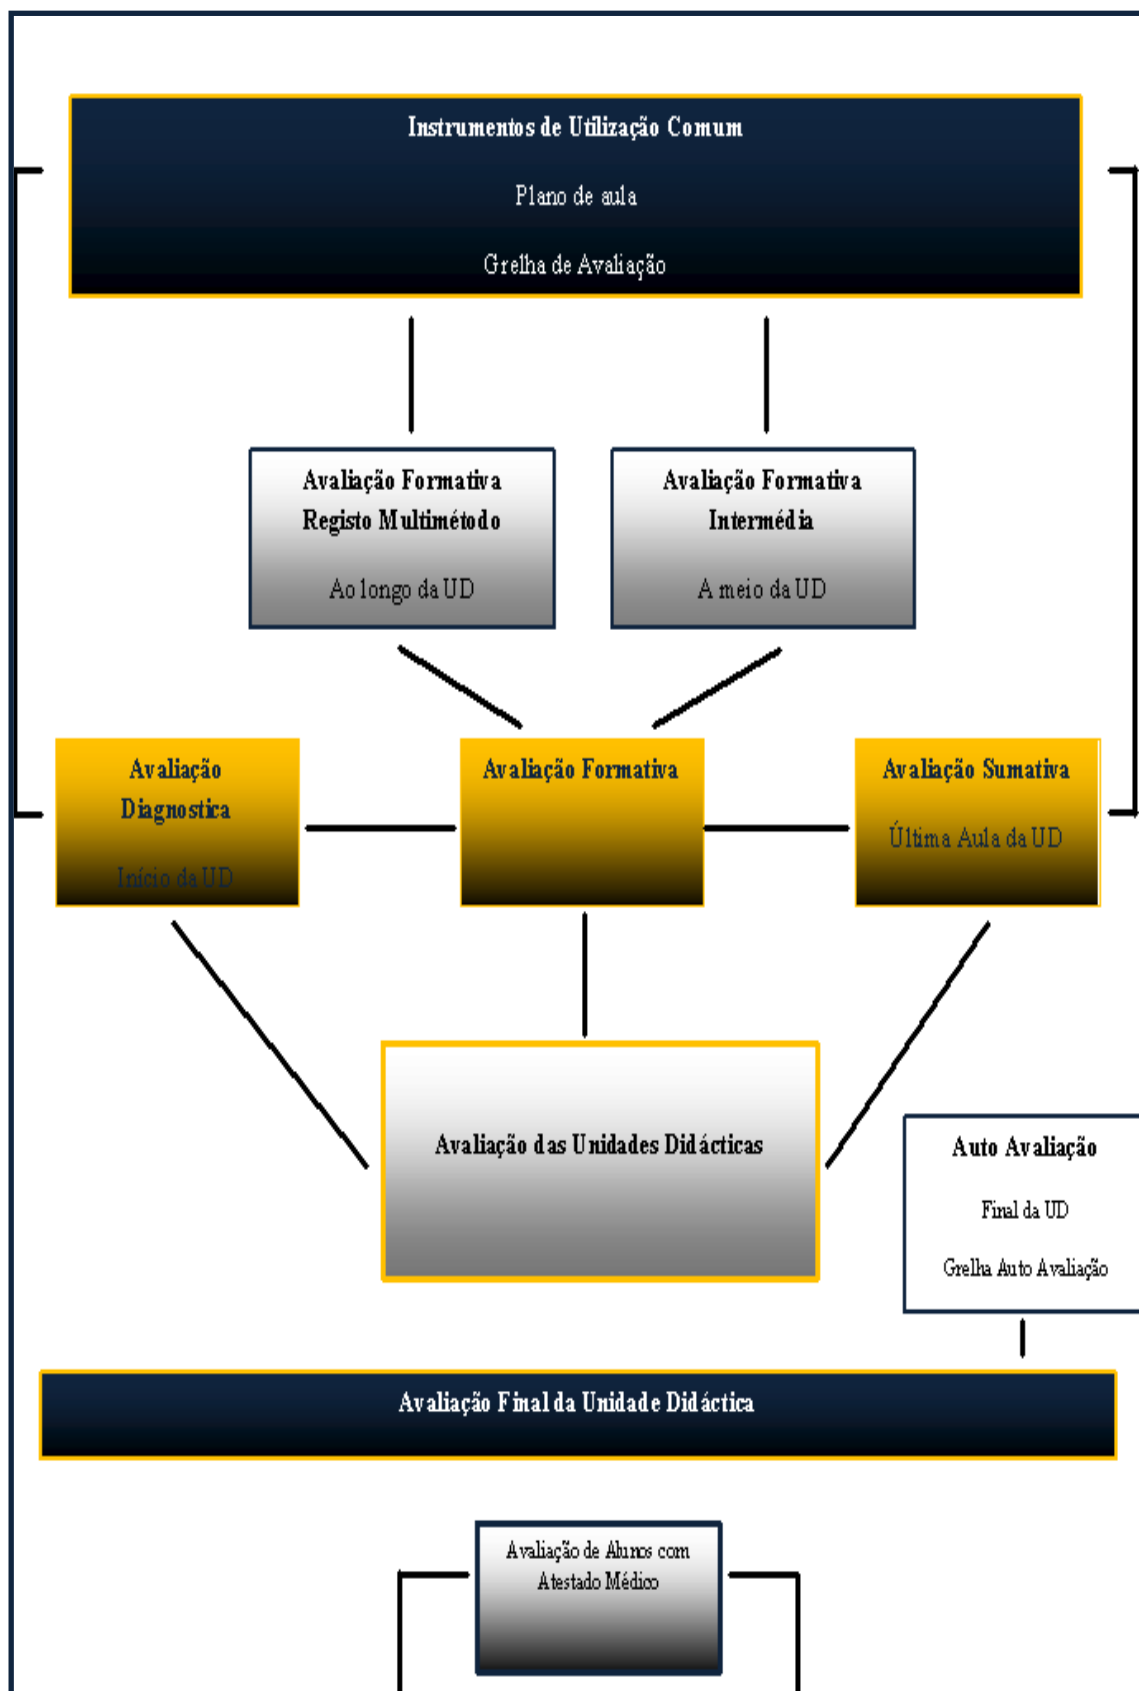 Instrumentos de Utilização Comum
Plano de aula
Grelha de Avaliação
Avaliação Formativa
Registo Multimétodo
Ao longo da UD
Avaliação Formativa
Intermédia
A meio da UD
Avaliação
Diagnostica
Início da UD
Avaliação Formativa
Avaliação Sumativa
Última Aula da UD
Avaliação das Unidades Didácticas
Auto Avaliação
Final da UD
Grelha Auto Avaliação
Avaliação Final da Unidade Didáctica
Avaliação de Alunos com
Atestado Médico